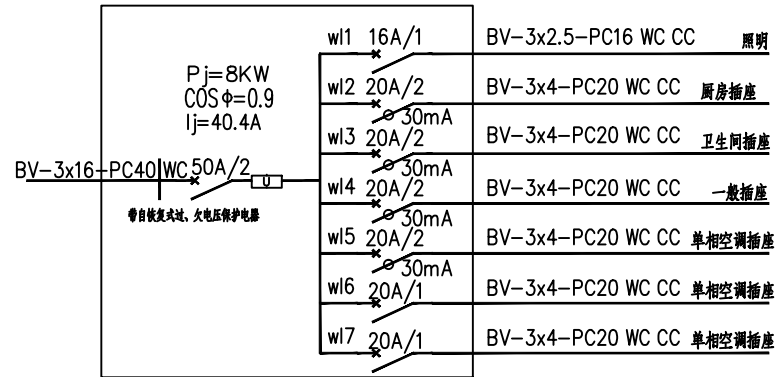 wl1 16A/1 BV-3x2.5-PC16 WC CC 照明
Pj=8KW
COSφ=0.9
Ij=40.4A
wl2 20A/2 BV-3x4-PC20 WC CC 厨房插座
30mA
wl3 20A/2 BV-3x4-PC20 WC CC 卫生间插座
30mA
BV-3x16-PC40 WC 50A/2
U
带自恢复式过、欠电压保护电器
wl4 20A/2 BV-3x4-PC20 WC CC 一般插座
30mA
wl5 20A/2 BV-3x4-PC20 WC CC 单相空调插座
30mA
wl6 20A/1 BV-3x4-PC20 WC CC 单相空调插座
wl7 20A/1 BV-3x4-PC20 WC CC 单相空调插座